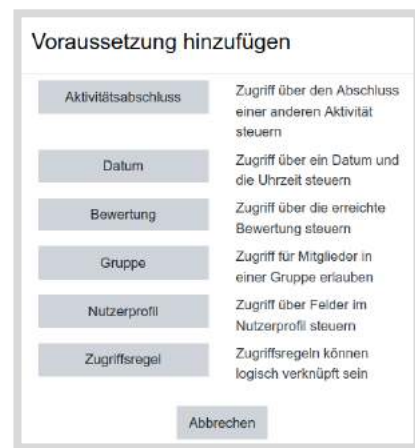 Voraussetzung hinzufügen
Aktivitätsabschluss
Zugriff über den Abschluss
einer anderen Aktivität
steuern
Datum
Zugriff über ein Datum und
die Uhrzeit steuern
Bewertung
Zugriff über die erreichte
Bewertung steuern
Gruppe
Zugriff für Mitglieder in
einer Gruppe erlauben
Nutzerprofil
Zugriff über Felder im
Nutzerprofil steuern
Zugriffsregel
Zugriffsregeln können
logisch verknüpft sein
Abbrechen